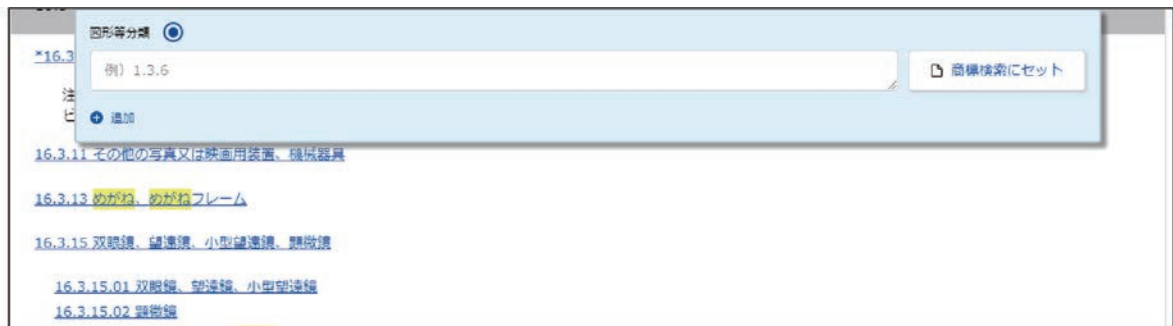 図形等分類
*16.3
例）1.3.6
商標検索にセット
注
ビ
追加
16.3.11 その他の写真又は映画用装置、機械器具
16.3.13 めがね、めがねフレーム
16.3.15 双眼鏡、望遠鏡、小型望遠鏡、顕微鏡
16.3.15.01 双眼鏡、望遠鏡、小型望遠鏡
16.3.15.02 顕微鏡